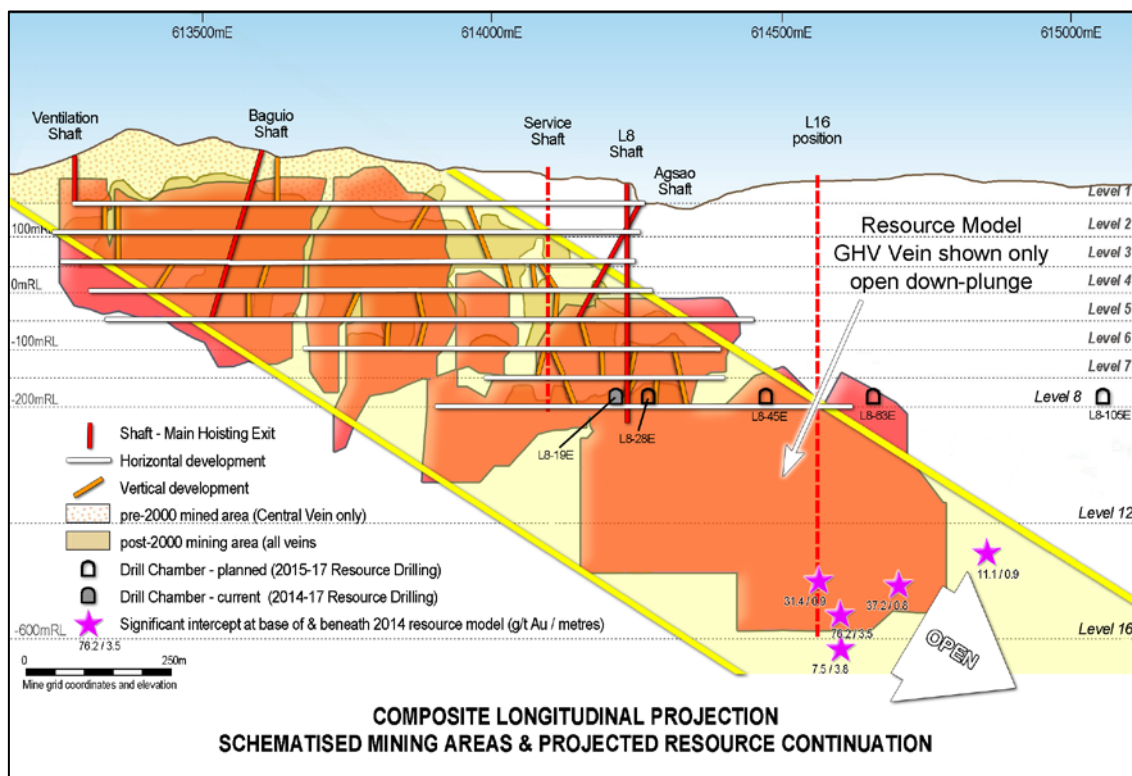 613500mE
614000mE
614500mE
615000mE
Ventilation
Shaft
Baguio
Shaft
Service
Shaft
L8
Shaft
Agsao
Shaft
L16
position
Level 1
100mRL
Level 2
Level 3
0mRL
Level 4
Level 5
-100mRL
Level 6
Level 7
-200mRL
Level 8
Resource Model
GHV Vein shown only
open down-plunge
L8-19E
L8-28E
L8-45E
L8-63E
L8-105E
Shaft - Main Hoisting Exit
Horizontal development
Vertical development
pre-2000 mined area (Central Vein only)
post-2000 mining area (all veins
Drill Chamber - planned (2015-17 Resource Drilling)
Drill Chamber - current (2014-17 Resource Drilling)
Significant intercept at base of & beneath 2014 resource model (g/t Au / metres)
76.2 / 3.5
Level 12
11.1 / 0.9
31.4 / 0.9
37.2 / 0.8
76.2 / 3.5
7.5 / 3.8
-600mRL
Level 16
OPEN
0
250m
Mine grid coordinates and elevation
COMPOSITE LONGITUDINAL PROJECTION
SCHEMATISED MINING AREAS & PROJECTED RESOURCE CONTINUATION